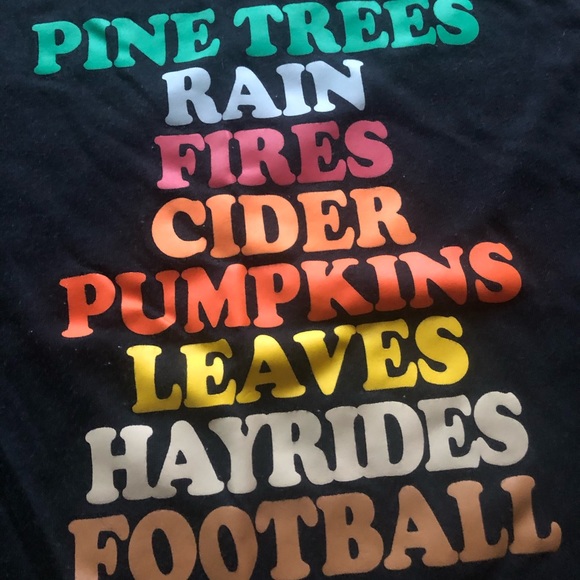 PINE TREES
RAIN
FIRES
CIDER
PUMPKINS
LEAVES
HAYRIDES
FOOTBALL